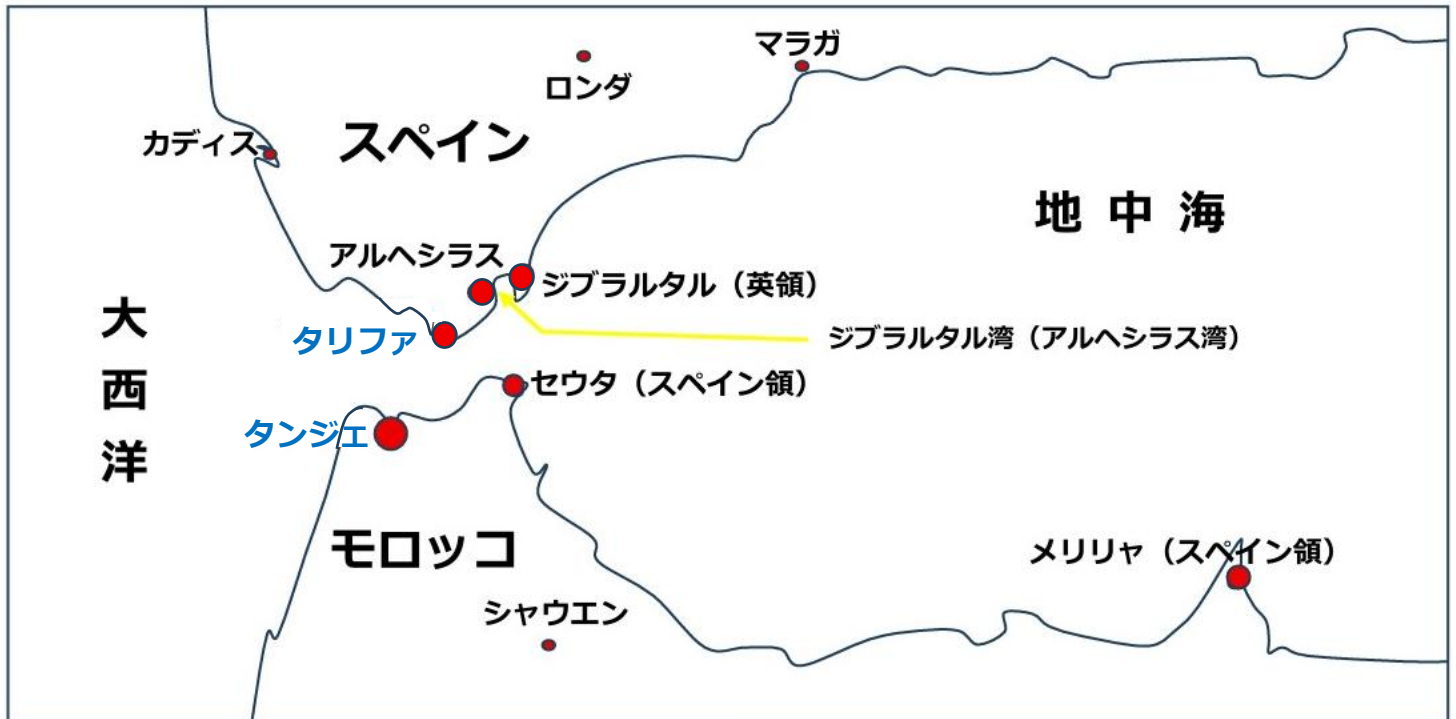 マラガ
ロンダ
カディス
スペイン
地中海
アルヘシラス
ジブラルタル（英領）
大西洋
タリファ
ジブラルタル湾（アルヘシラス湾）
セウタ（スペイン領）
タンジェ
モロッコ
メリリャ（スペイン領）
シャウエン